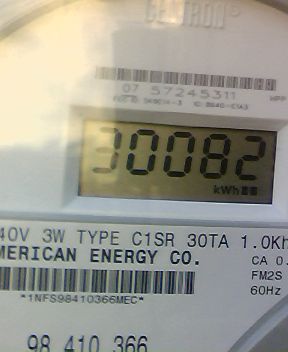 CENTRON®
07 57245311
30082
kWh
40V 3W TYPE C1SR 30TA 1.0Kh
MERICAN ENERGY CO.
CA 0.
*1NFS98410366MEC*
FM2S
60Hz
98 410 366